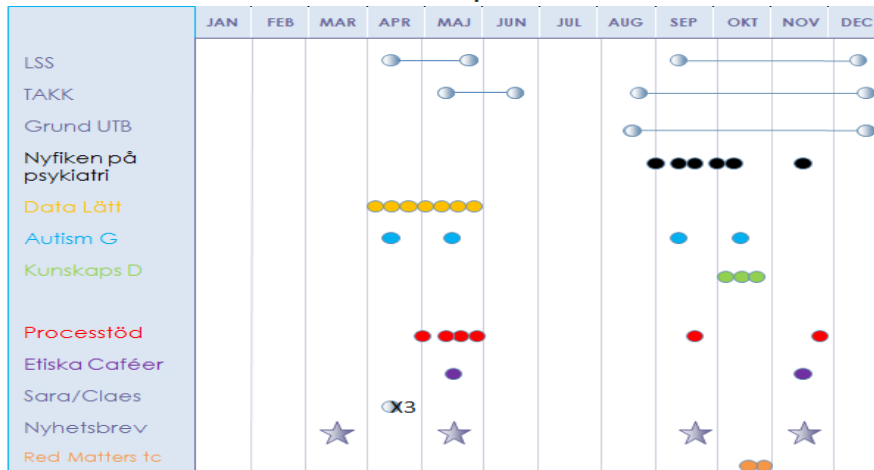 JAN FEB MAR APR MAJ JUN JUL AUG SEP OKT NOV DEC
LSS
TAKK
Grund UTB
Nyfiken på
psykiatri
Data Lätt
Autism G
Kunskaps D
Processtöd
Etiska Caféer
Sara/Claes X3
Nyhetsbrev
Red Matters tc